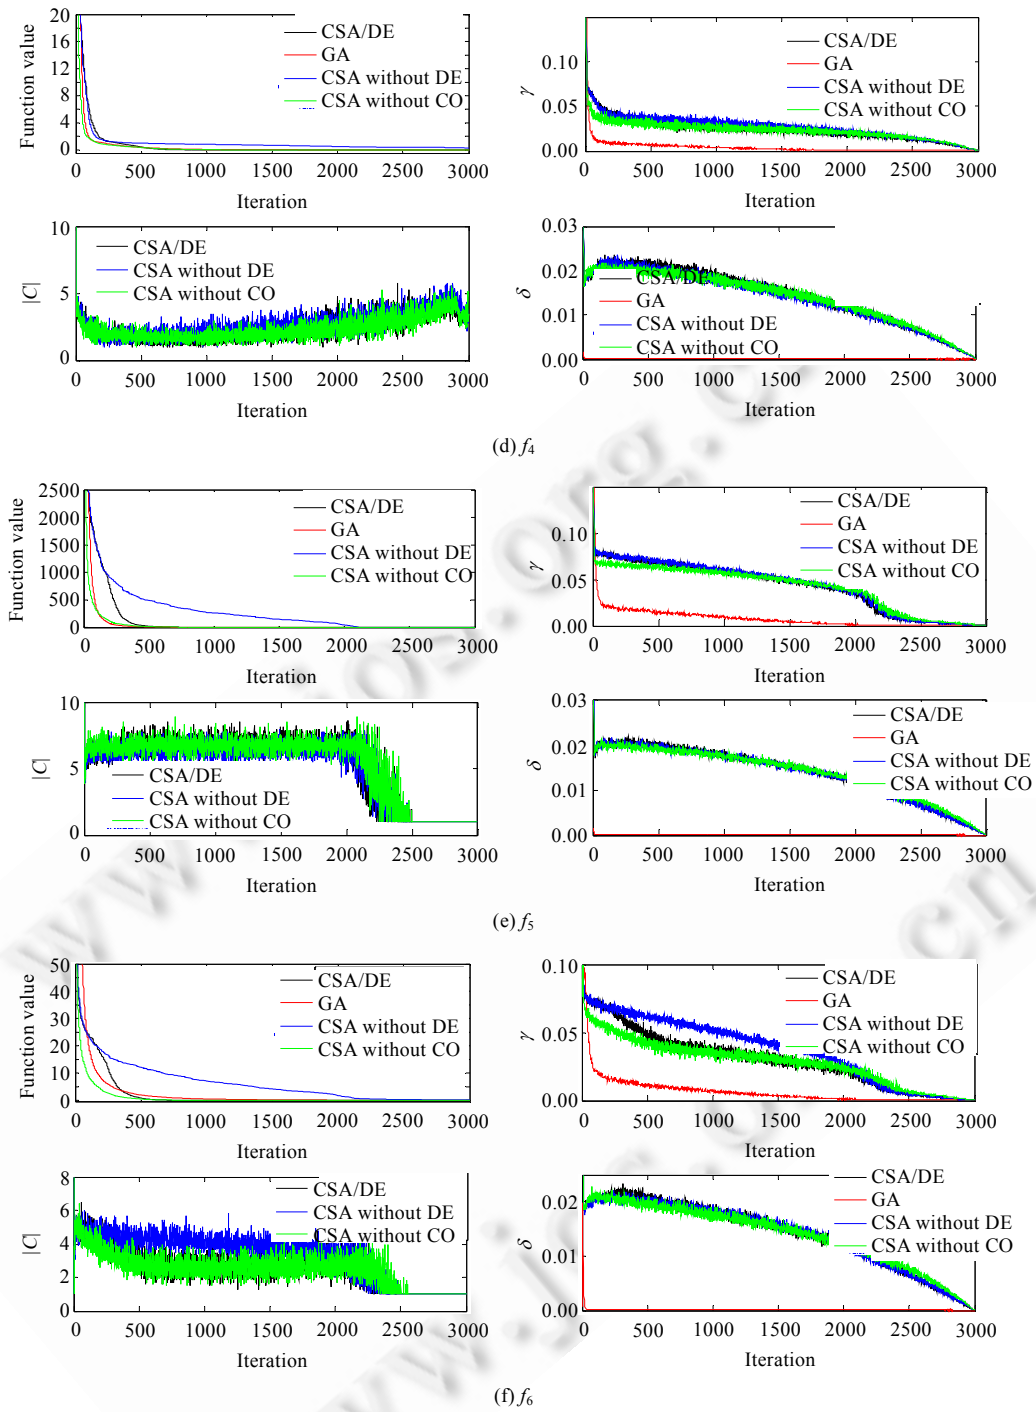 Function value
20
16
12
8
4
0
CSA/DE
GA
CSA without DE
CSA without CO
0 500 1000 1500 2000 2500 3000
Iteration
γ
0.10
0.05
0.00
CSA/DE
GA
CSA without DE
CSA without CO
0 500 1000 1500 2000 2500 3000
Iteration
|C|
10
5
0
CSA/DE
CSA without DE
CSA without CO
0 500 1000 1500 2000 2500 3000
Iteration
δ
0.03
0.02
0.01
0.00
CSA/DE
GA
CSA without DE
CSA without CO
0 500 1000 1500 2000 2500 3000
Iteration
(d) f4
Function value
2500
2000
1500
1000
500
0
CSA/DE
GA
CSA without DE
CSA without CO
0 500 1000 1500 2000 2500 3000
Iteration
γ
0.10
0.05
0.00
CSA/DE
GA
CSA without DE
CSA without CO
0 500 1000 1500 2000 2500 3000
Iteration
|C|
10
5
0
CSA/DE
CSA without DE
CSA without CO
0 500 1000 1500 2000 2500 3000
Iteration
δ
0.03
0.02
0.01
0.00
CSA/DE
GA
CSA without DE
CSA without CO
0 500 1000 1500 2000 2500 3000
Iteration
(e) f5
Function value
50
40
30
20
10
0
CSA/DE
GA
CSA without DE
CSA without CO
0 500 1000 1500 2000 2500 3000
Iteration
γ
0.10
0.05
0.00
CSA/DE
GA
CSA without DE
CSA without CO
0 500 1000 1500 2000 2500 3000
Iteration
|C|
8
6
4
2
0
CSA/DE
CSA without DE
CSA without CO
0 500 1000 1500 2000 2500 3000
Iteration
δ
0.02
0.01
0.00
CSA/DE
GA
CSA without DE
CSA without CO
0 500 1000 1500 2000 2500 3000
Iteration
(f) f6